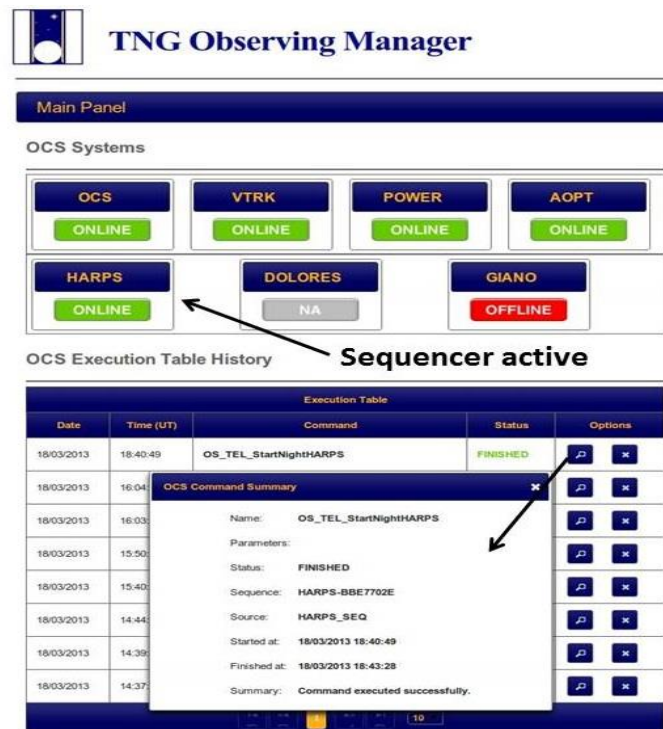 TNG Observing Manager
Main Panel
OCS Systems
OCS VTRK POWER AOPT
ONLINE ONLINE ONLINE ONLINE
HARPS DOLORES GIANO
ONLINE NA OFFLINE
Sequencer active
OCS Execution Table History
Execution Table
Date Time (UT) Command Status Options
18/03/2013 18:40:49 OS_TEL_StartNightHARPS FINISHED
18/03/2013 16:04:
OCS Command Summary
Name: OS_TEL_StartNightHARPS
18/03/2013 16:03:
Parameters:
18/03/2013 15:50:
Status: FINISHED
18/03/2013 15:40:
Sequence: HARPS-BBE7702E
18/03/2013 14:44:
Source: HARPS_SEQ
Started at: 18/03/2013 18:40:49
18/03/2013 14:39:
Finished at: 18/03/2013 18:43:28
18/03/2013 14:37:
Summary: Command executed successfully.
1 10